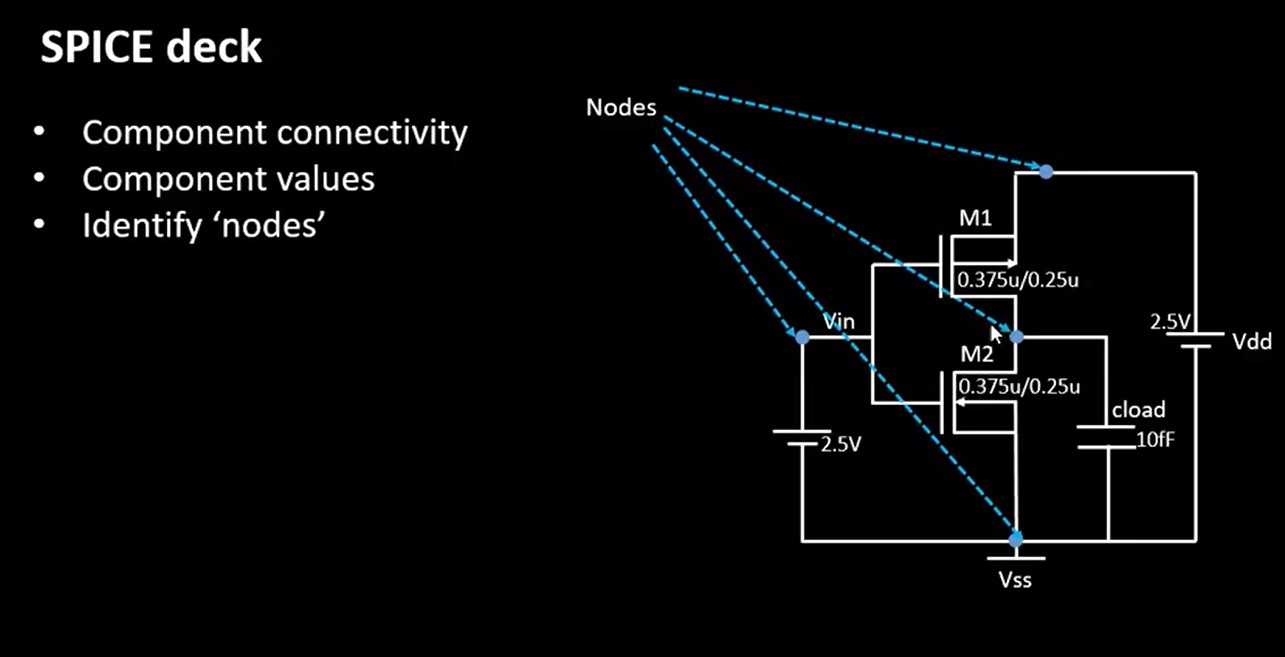 SPICE deck
• Component connectivity
• Component values
• Identify ‘nodes’
Nodes
M1
0.375u/0.25u
Vin
2.5V
Vdd
M2
0.375u/0.25u
cload
10fF
2.5V
Vss